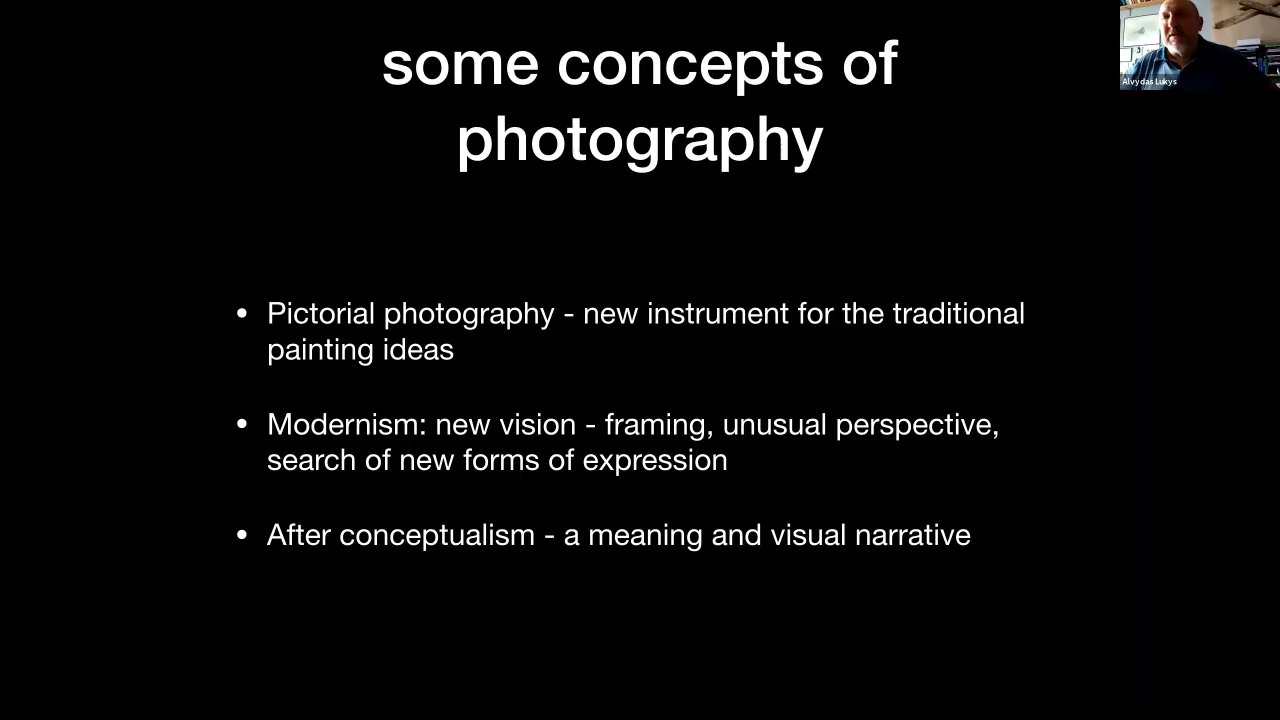 some concepts of
photography
Alvydas Lukys
• Pictorial photography - new instrument for the traditional
painting ideas
• Modernism: new vision - framing, unusual perspective,
search of new forms of expression
• After conceptualism - a meaning and visual narrative